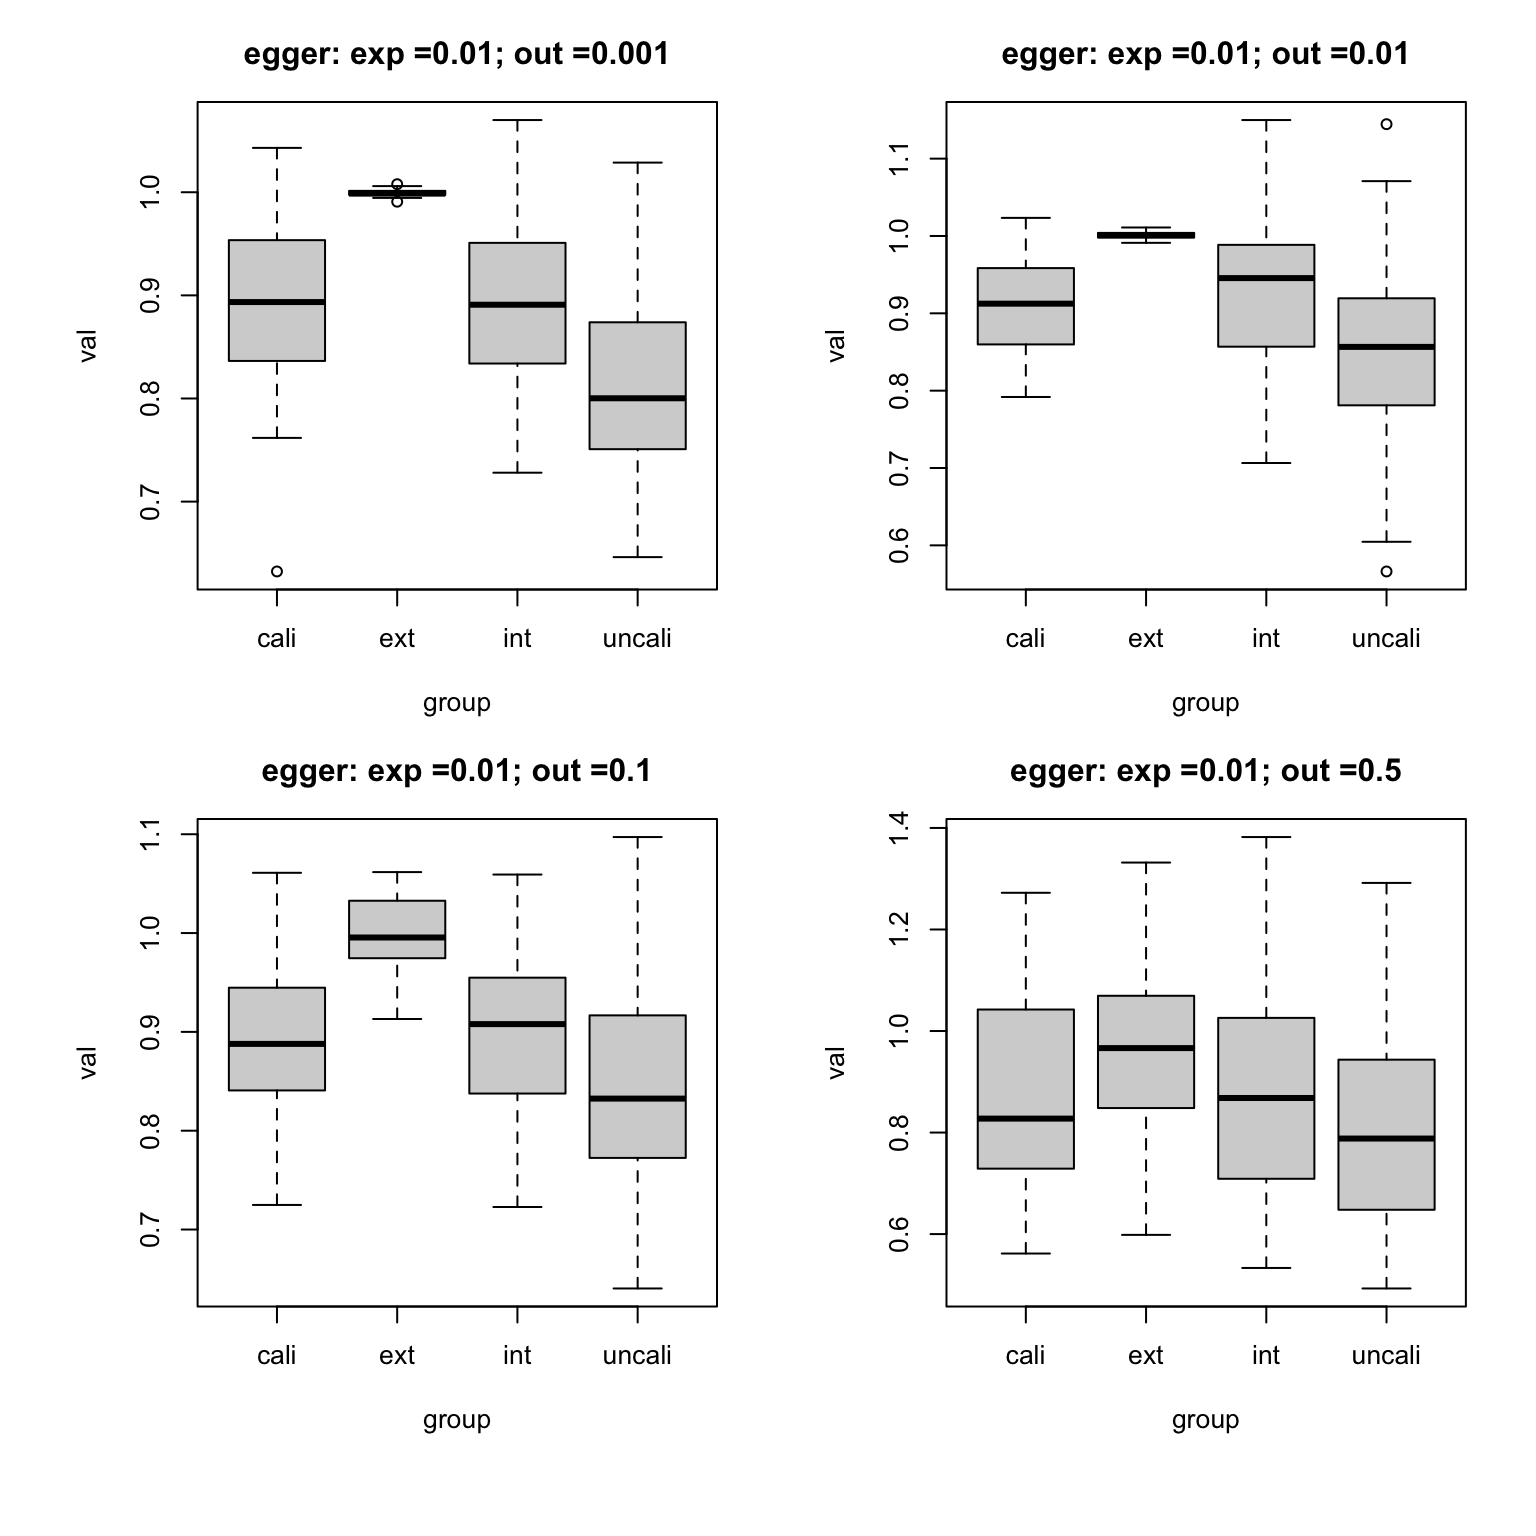 egger: exp =0.01; out =0.001
val
1.0
0.9
0.8
0.7
cali ext int uncali
group
egger: exp =0.01; out =0.01
val
1.1
1.0
0.9
0.8
0.7
0.6
cali ext int uncali
group
egger: exp =0.01; out =0.1
val
1.1
1.0
0.9
0.8
0.7
cali ext int uncali
group
egger: exp =0.01; out =0.5
val
1.4
1.2
1.0
0.8
0.6
cali ext int uncali
group